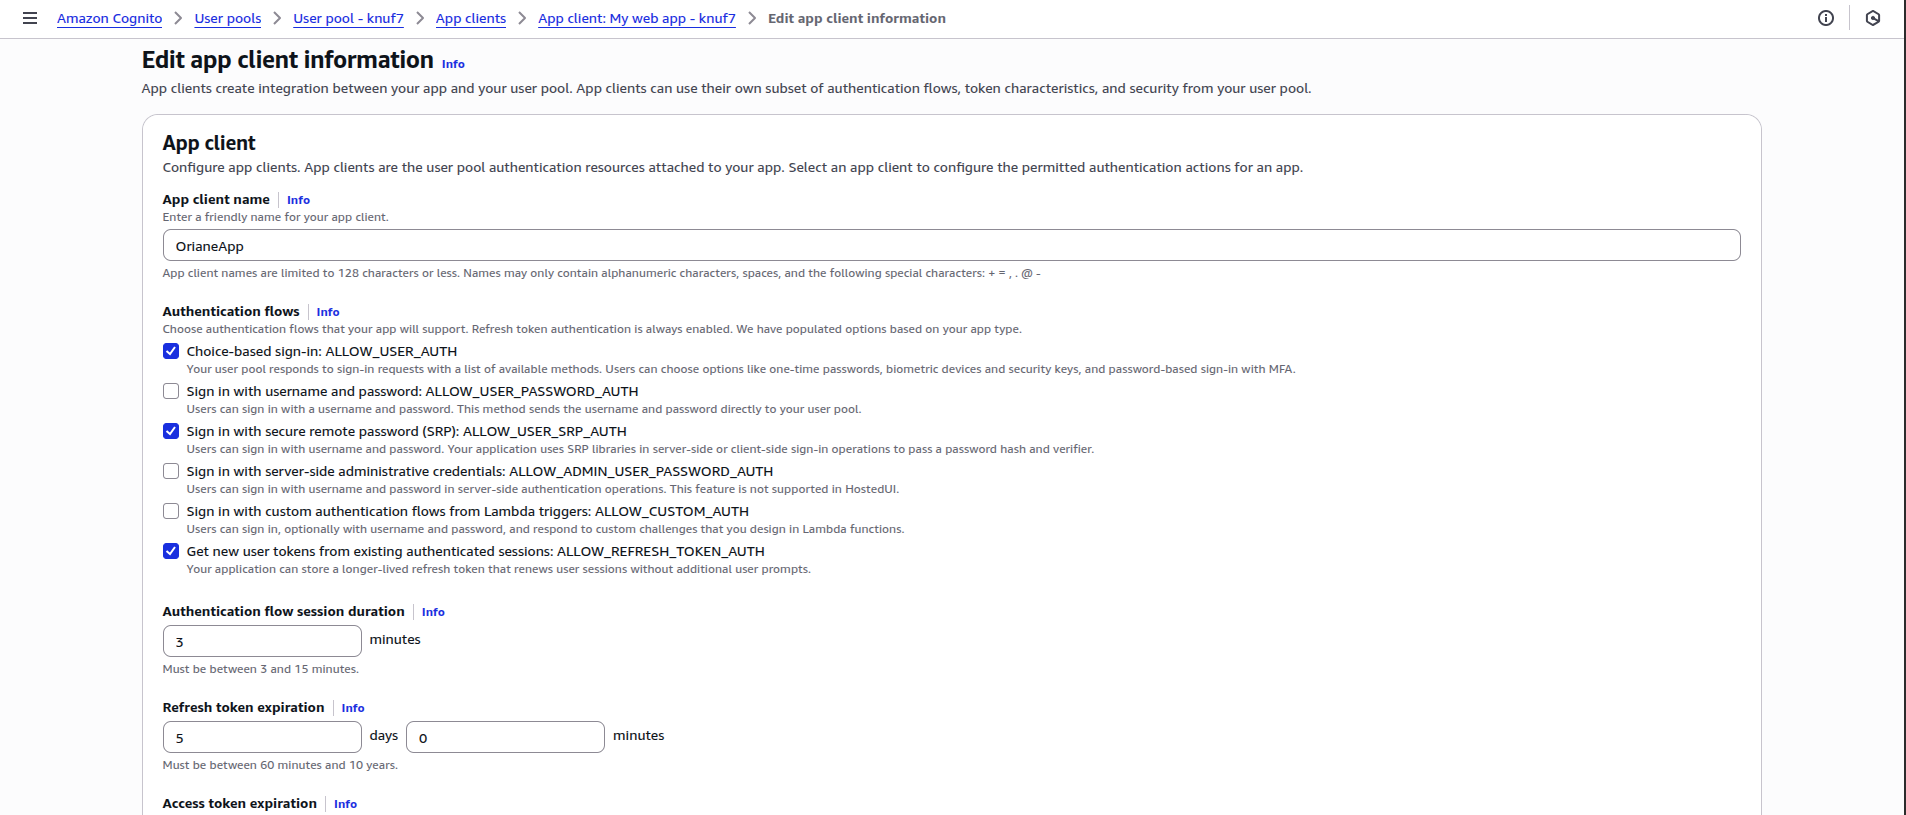 Amazon Cognito > User pools > User pool - knuf7 > App clients > App client: My web app - knuf7 > Edit app client information
Edit app client information Info
App clients create integration between your app and your user pool. App clients can use their own subset of authentication flows, token characteristics, and security from your user pool.
App client
Configure app clients. App clients are the user pool authentication resources attached to your app. Select an app client to configure the permitted authentication actions for an app.
App client name Info
Enter a friendly name for your app client.
OrianeApp
App client names are limited to 128 characters or less. Names may only contain alphanumeric characters, spaces, and the following special characters: + = , . @ -
Authentication flows Info
Choose authentication flows that your app will support. Refresh token authentication is always enabled. We have populated options based on your app type.
Choice-based sign-in: ALLOW_USER_AUTH
Your user pool responds to sign-in requests with a list of available methods. Users can choose options like one-time passwords, biometric devices and security keys, and password-based sign-in with MFA.
Sign in with username and password: ALLOW_USER_PASSWORD_AUTH
Users can sign in with a username and password. This method sends the username and password directly to your user pool.
Sign in with secure remote password (SRP): ALLOW_USER_SRP_AUTH
Users can sign in with username and password. Your application uses SRP libraries in server-side or client-side sign-in operations to pass a password hash and verifier.
Sign in with server-side administrative credentials: ALLOW_ADMIN_USER_PASSWORD_AUTH
Users can sign in with username and password in server-side authentication operations. This feature is not supported in HostedUI.
Sign in with custom authentication flows from Lambda triggers: ALLOW_CUSTOM_AUTH
Users can sign in, optionally with username and password, and respond to custom challenges that you design in Lambda functions.
Get new user tokens from existing authenticated sessions: ALLOW_REFRESH_TOKEN_AUTH
Your application can store a longer-lived refresh token that renews user sessions without additional user prompts.
Authentication flow session duration Info
3 minutes
Must be between 3 and 15 minutes.
Refresh token expiration Info
5 days 0 minutes
Must be between 60 minutes and 10 years.
Access token expiration Info